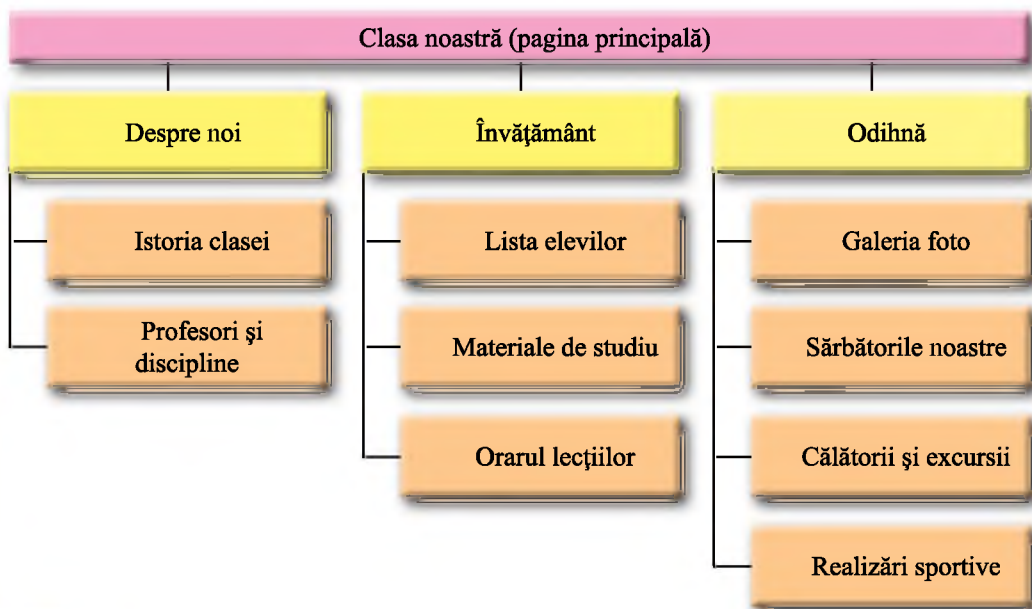 Clasa noastră (pagina principală)
Despre noi
Istoria clasei
Profesori şi
discipline
Învăţământ
Lista elevilor
Materiale de studiu
Orarul lecţiilor
Odihnă
Galeria foto
Sărbătorile noastre
Călătorii şi excursii
Realizări sportive